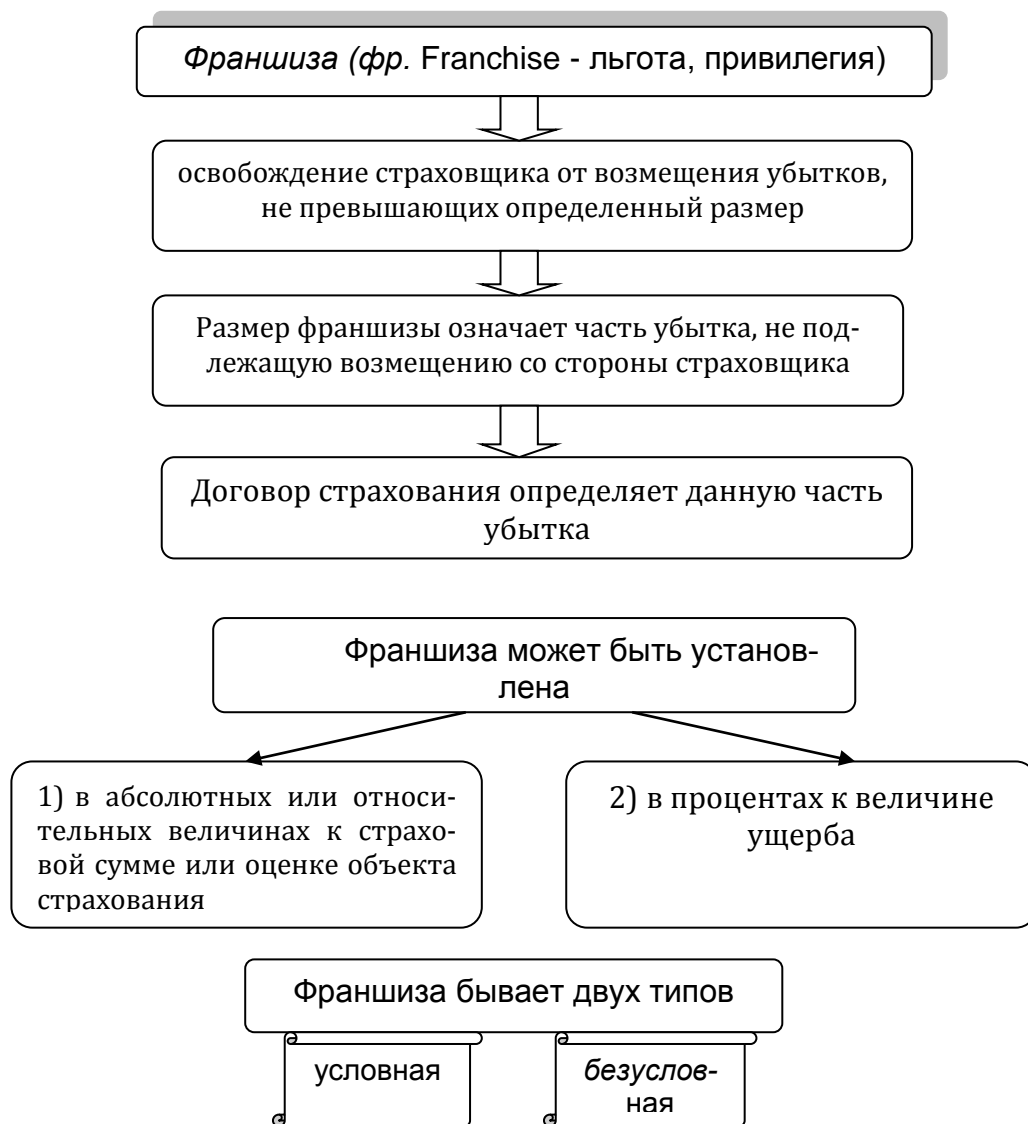 Франшиза (фр. Franchise - льгота, привилегия)
освобождение страховщика от возмещения убытков,
не превышающих определенный размер
Размер франшизы означает часть убытка, не под-
лежащую возмещению со стороны страховщика
Договор страхования определяет данную часть
убытка
Франшиза может быть установ-
лена
1) в абсолютных или относи-
тельных величинах к страхо-
вой сумме или оценке объекта
страхования
2) в процентах к величине
ущерба
Франшиза бывает двух типов
условная
безуслов-
ная